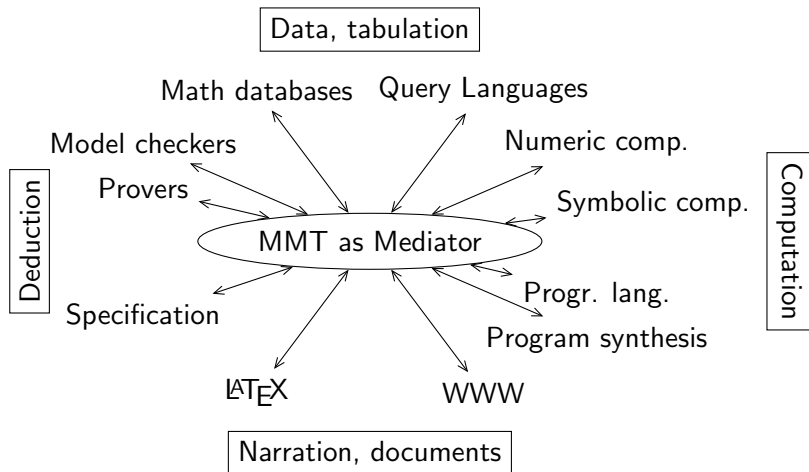 Data, tabulation
Math databases
Query Languages
Model checkers
Numeric comp.
Provers
Symbolic comp.
Deduction
MMT as Mediator
Computation
Specification
Progr. lang.
Program synthesis
LATEX
WWW
Narration, documents